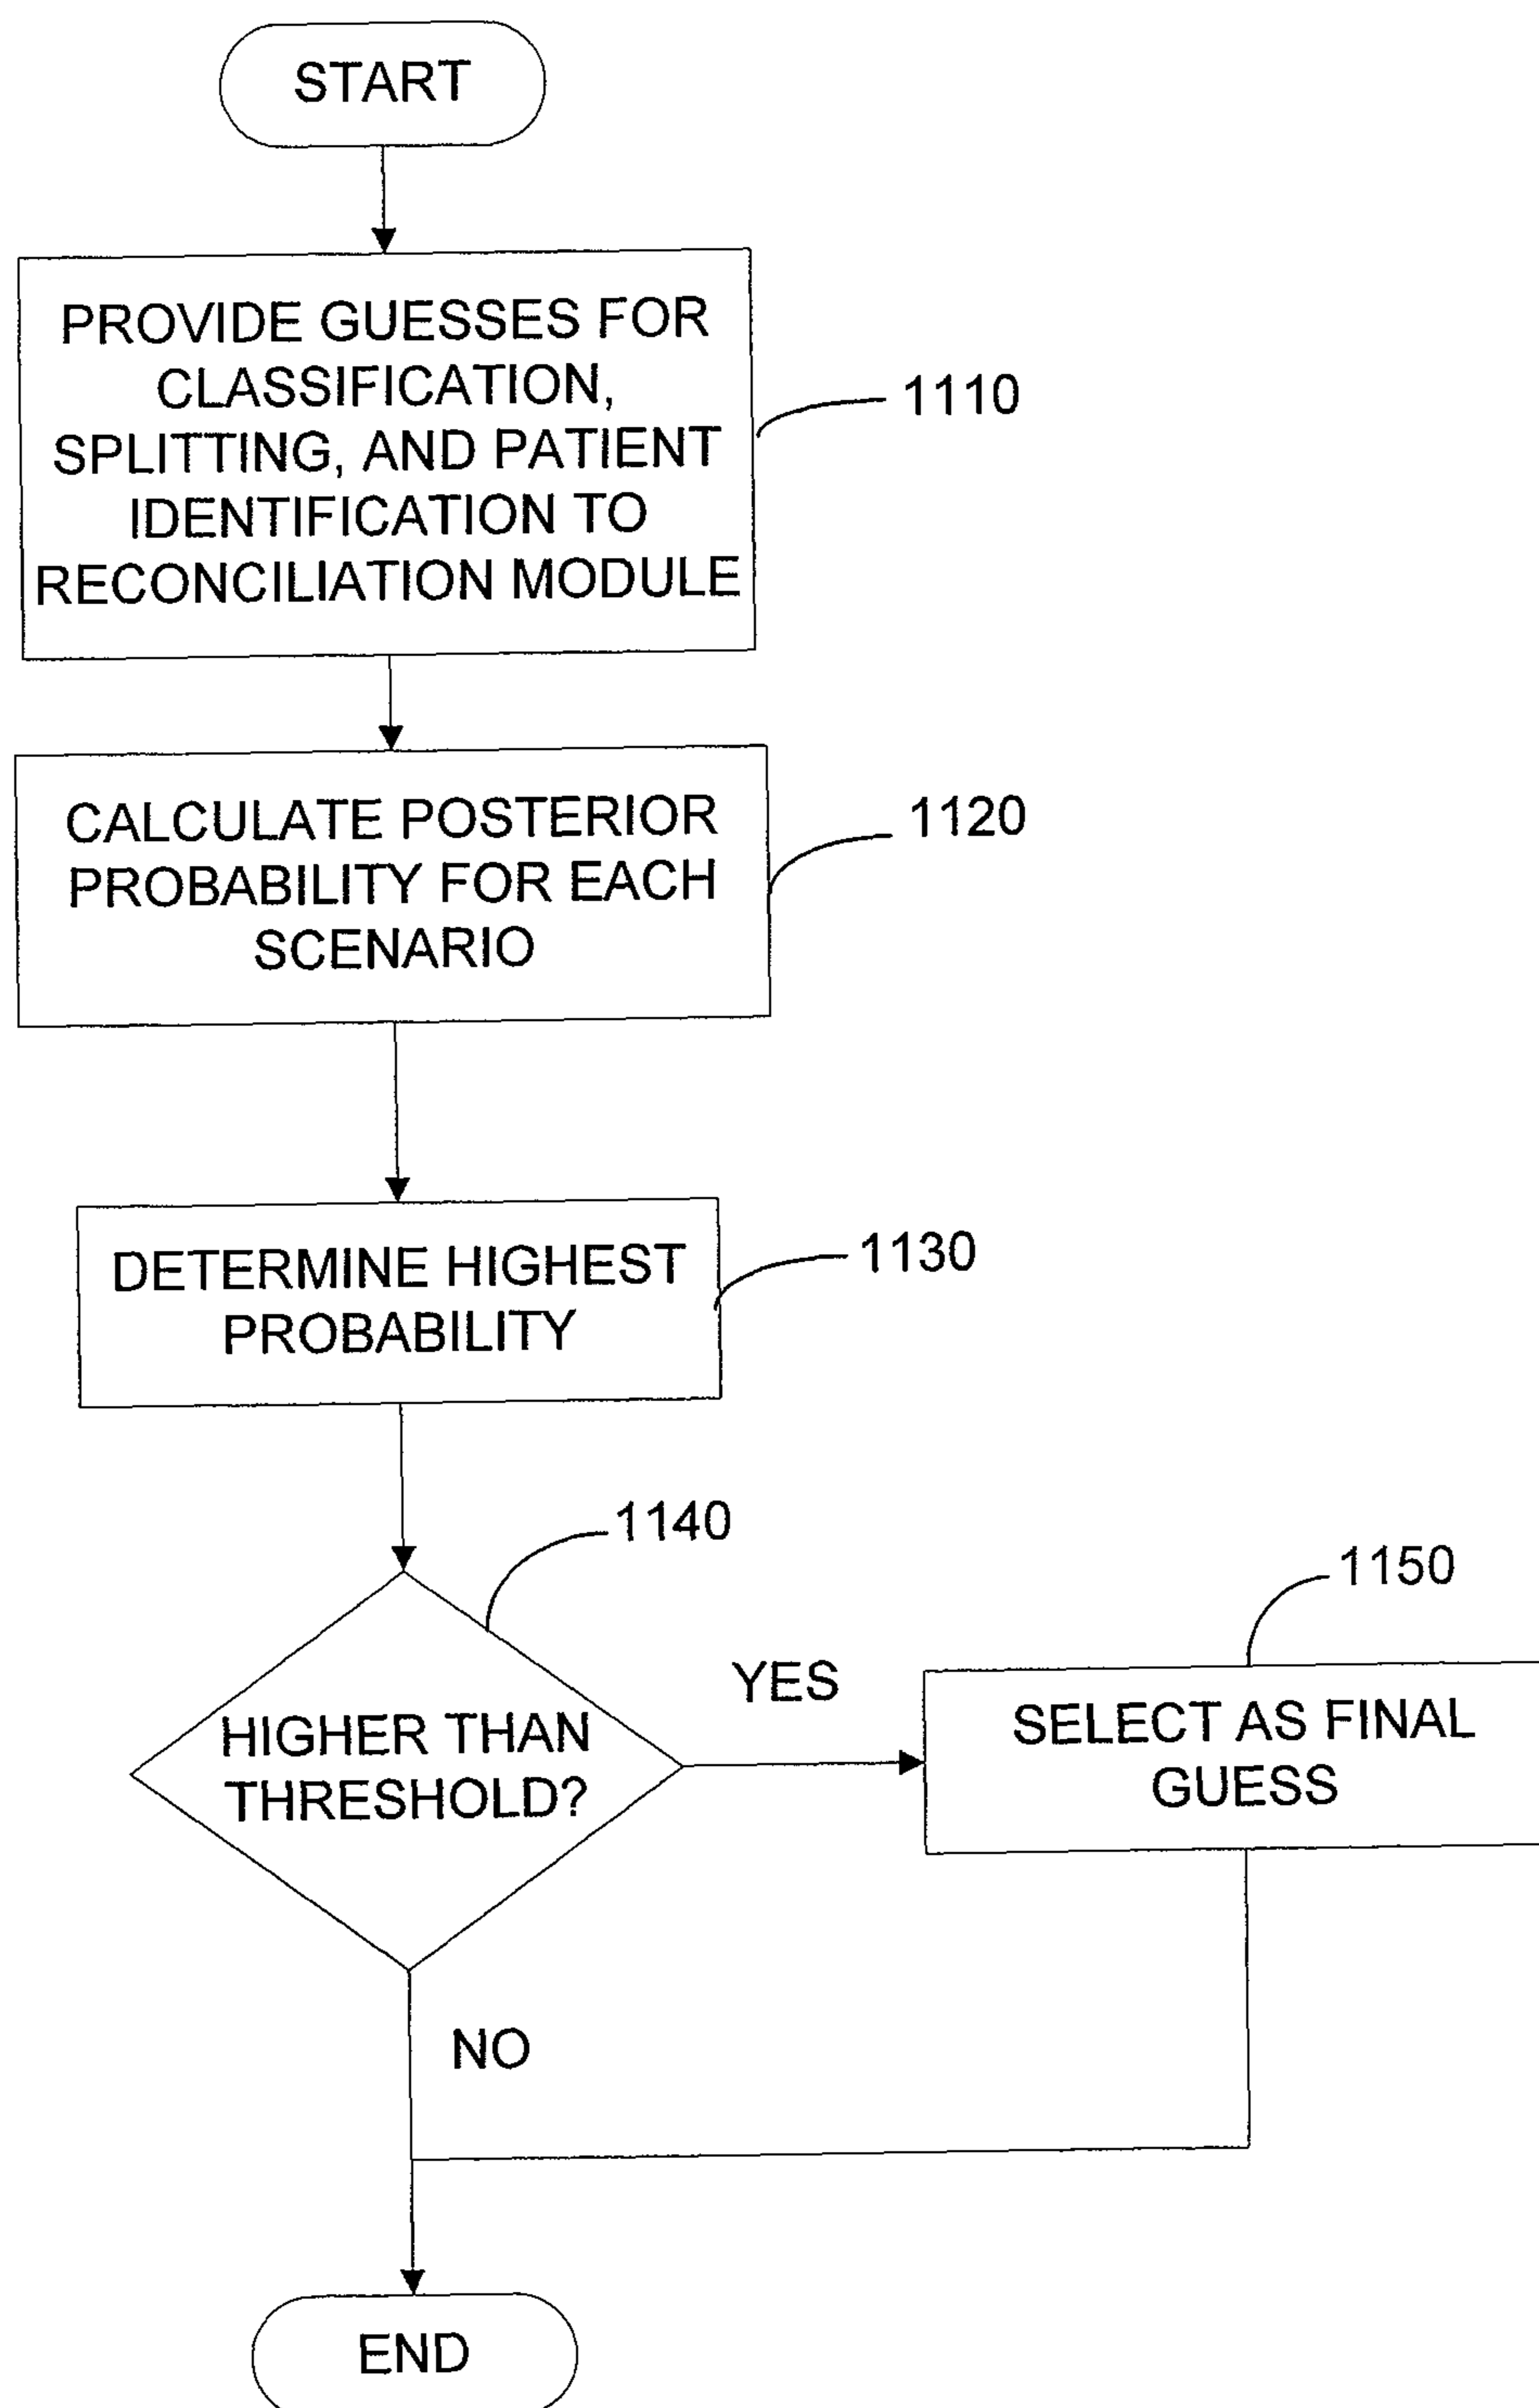 START
PROVIDE GUESSES FOR
CLASSIFICATION,
SPLITTING, AND PATIENT
IDENTIFICATION TO
RECONCILIATION MODULE
1110
CALCULATE POSTERIOR
PROBABILITY FOR EACH
SCENARIO
1120
DETERMINE HIGHEST
PROBABILITY
1130
HIGHER THAN
THRESHOLD?
1140
YES
SELECT AS FINAL
GUESS
1150
NO
END